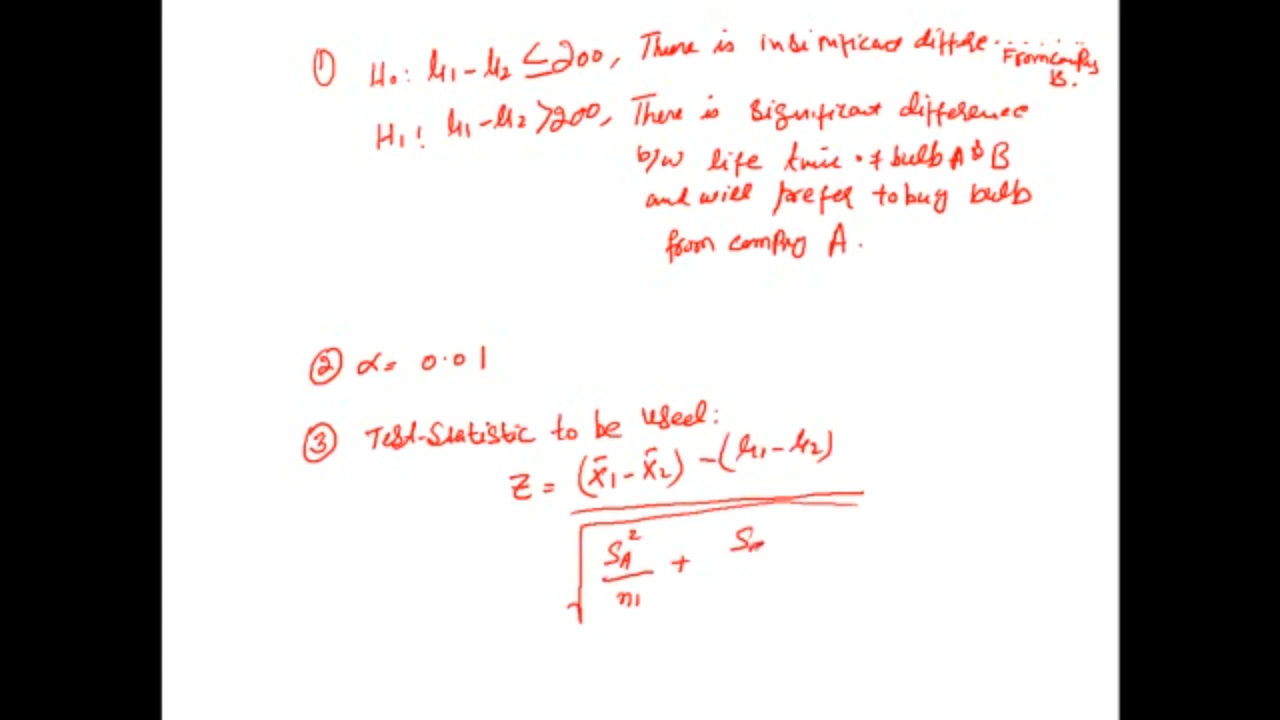 ① H₀: μ1-μ2 ≤200, There is insignificant differe....... From company B.
H1: μ1-μ2 >200, There is significant difference
b/w life time of bulb A & B
and will prefer to buy bulb
from company A.
② α= 0.01
③ Test-Statistic to be used:
Z = (x̄1-x̄2) -(μ1-μ2)
√ SA²/n1 + S